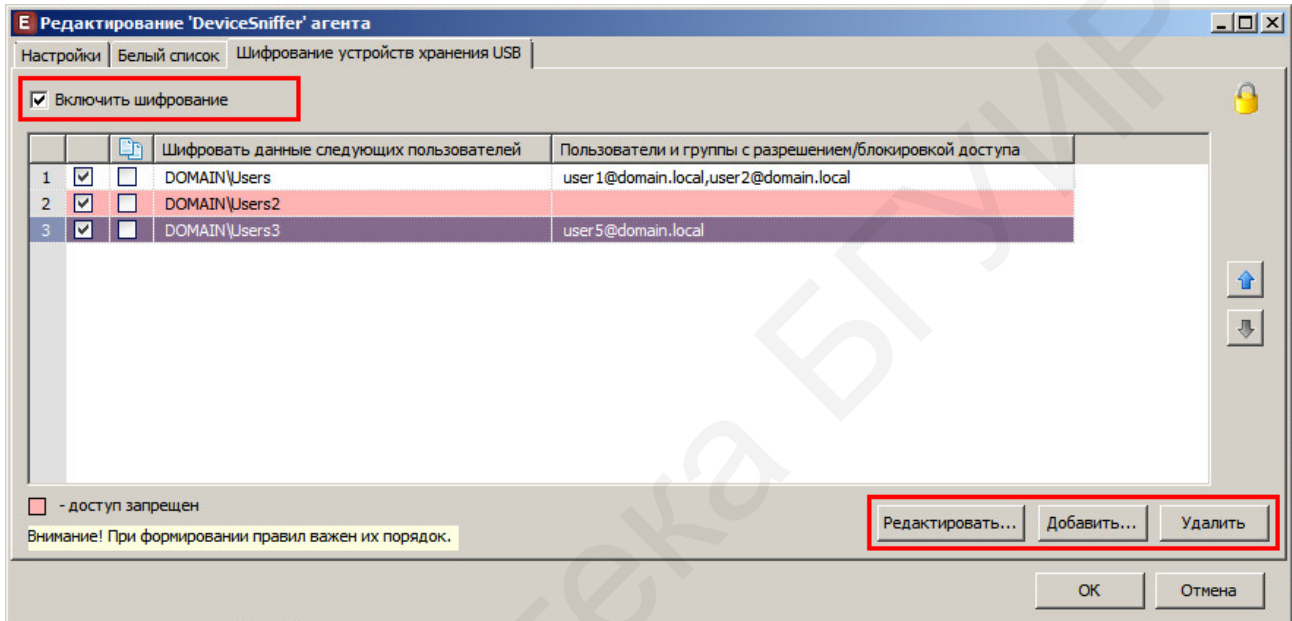 E Редактирование 'DeviceSniffer' агента
Настройки Белый список Шифрование устройств хранения USB
Включить шифрование
Шифровать данные следующих пользователей Пользователи и группы с разрешением/блокировкой доступа
1 DOMAIN\Users user1@domain.local,user2@domain.local
2 DOMAIN\Users2
3 DOMAIN\Users3 user5@domain.local
- доступ запрещен
Внимание! При формировании правил важен их порядок.
Редактировать... Добавить... Удалить
OK Отмена
тека БГУИР